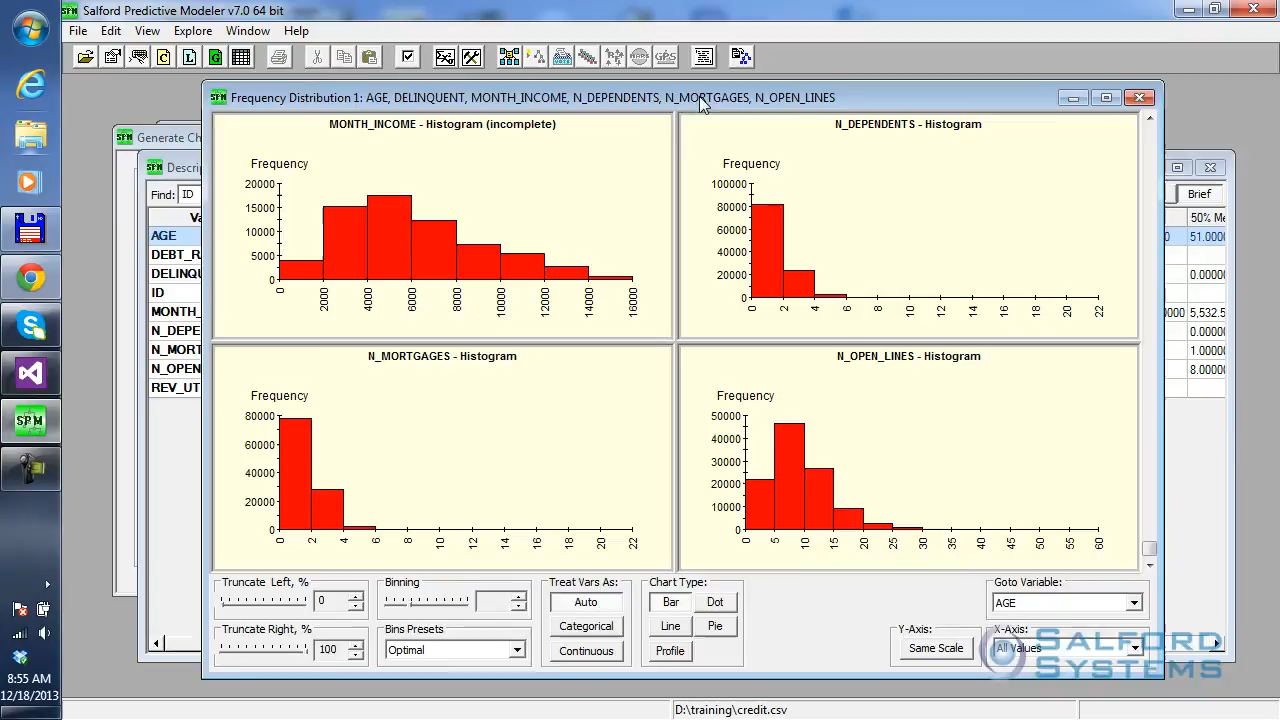 Salford Predictive Modeler v7.0 64 bit
File Edit View Explore Window Help
Frequency Distribution 1: AGE, DELINQUENT, MONTH_INCOME, N_DEPENDENTS, N_MORTGAGES, N_OPEN_LINES
Generate Ch
Descrip
Find: ID
Va
AGE
DEBT_R
DELINQU
ID
MONTH_
N_DEPE
N_MORT
N_OPEN
REV_UT
Brief
50% Me
0 51.0000
0.0000
0000 5,532.5
0.0000
1.0000
8.0000
MONTH_INCOME - Histogram (incomplete)
Frequency
20000
15000
10000
5000
0
0 2000 4000 6000 8000 10000 12000 14000 16000
N_DEPENDENTS - Histogram
Frequency
100000
80000
60000
40000
20000
0
0 2 4 6 8 10 12 14 16 18 20 22
N_MORTGAGES - Histogram
Frequency
80000
60000
40000
20000
0
0 2 4 6 8 10 12 14 16 18 20 22
N_OPEN_LINES - Histogram
Frequency
50000
40000
30000
20000
10000
0
0 5 10 15 20 25 30 35 40 45 50 55 60
Truncate Left, %
0
Truncate Right, %
100
Binning
Bins Presets
Optimal
Treat Vars As:
Auto
Categorical
Continuous
Chart Type:
Bar Dot
Line Pie
Profile
Goto Variable:
AGE
Y-Axis:
Same Scale
X-Axis:
All Values
SALFORD
SYSTEMS
SPM
8:55 AM
12/18/2013
D:\training\credit.csv